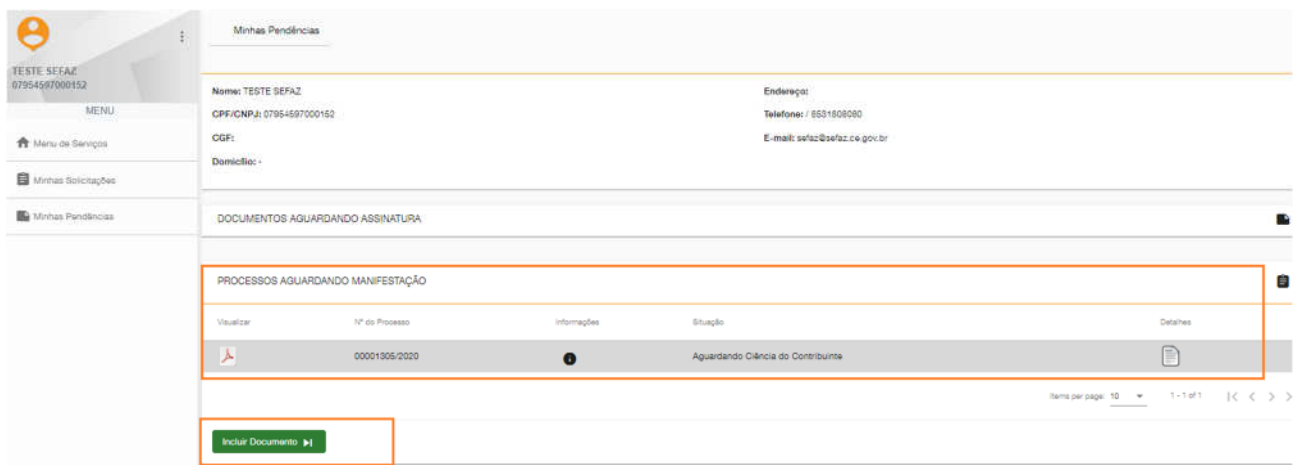 TESTE SEFAZ
07954597000152
MENU
Menu de Serviços
Minhas Solicitações
Minhas Pendências
Minhas Pendências
Nome: TESTE SEFAZ
CPF/CNPJ: 07954597000152
CGF:
Domicílio: -
Endereço:
Telefone: / 8531808080
E-mail: sefaz@sefaz.ce.gov.br
DOCUMENTOS AGUARDANDO ASSINATURA
PROCESSOS AGUARDANDO MANIFESTAÇÃO
Visualizar Nº do Processo Informações Situação Detalhes
00001305/2020 Aguardando Ciência do Contribuinte
Items per page: 10 1 - 1 of 1
Incluir Documento